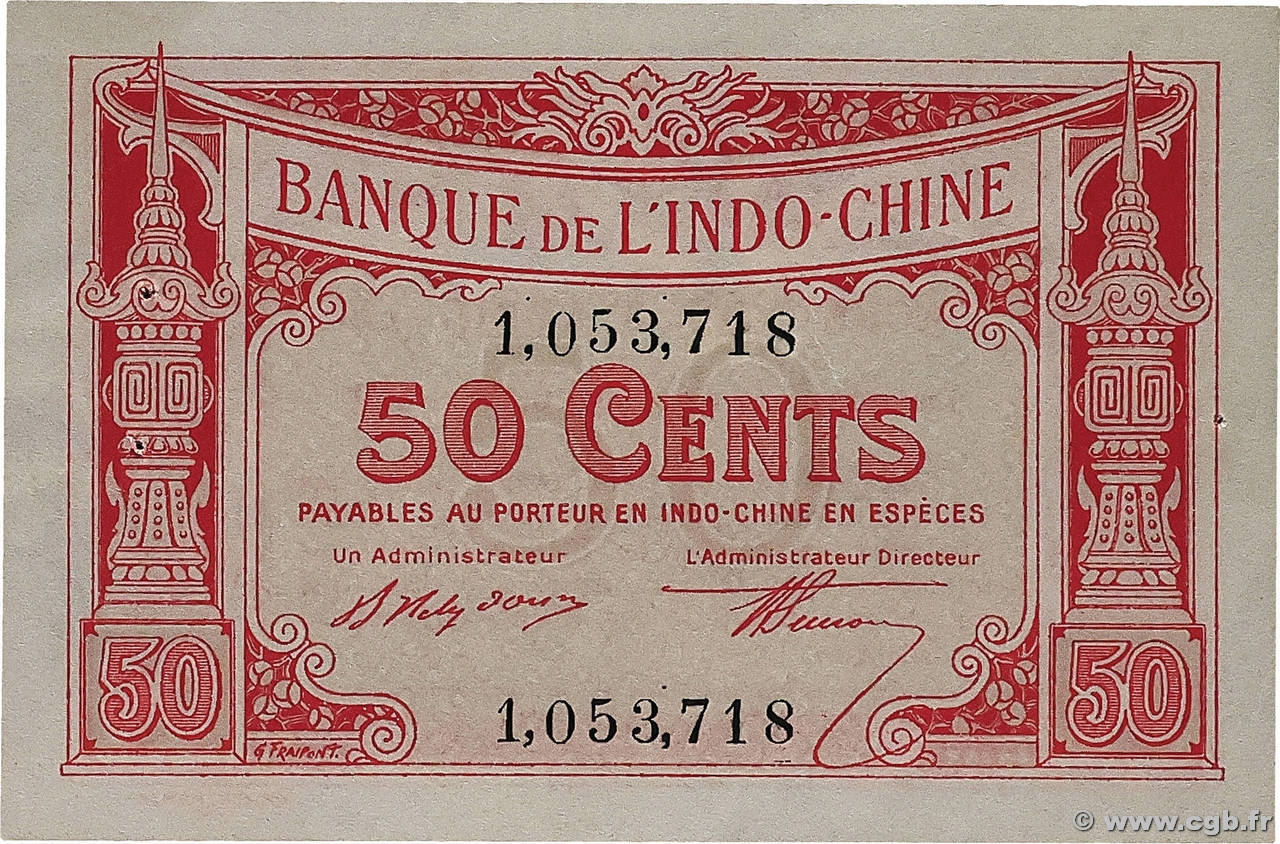 BANQUE DE L'INDO-CHINE
1,053,718
50 CENTS
PAYABLES AU PORTEUR EN INDO-CHINE EN ESPÈCES
Un Administrateur
L'Administrateur Directeur
1,053,718
50
50
G FRAIPONT.
© www.cgb.fr